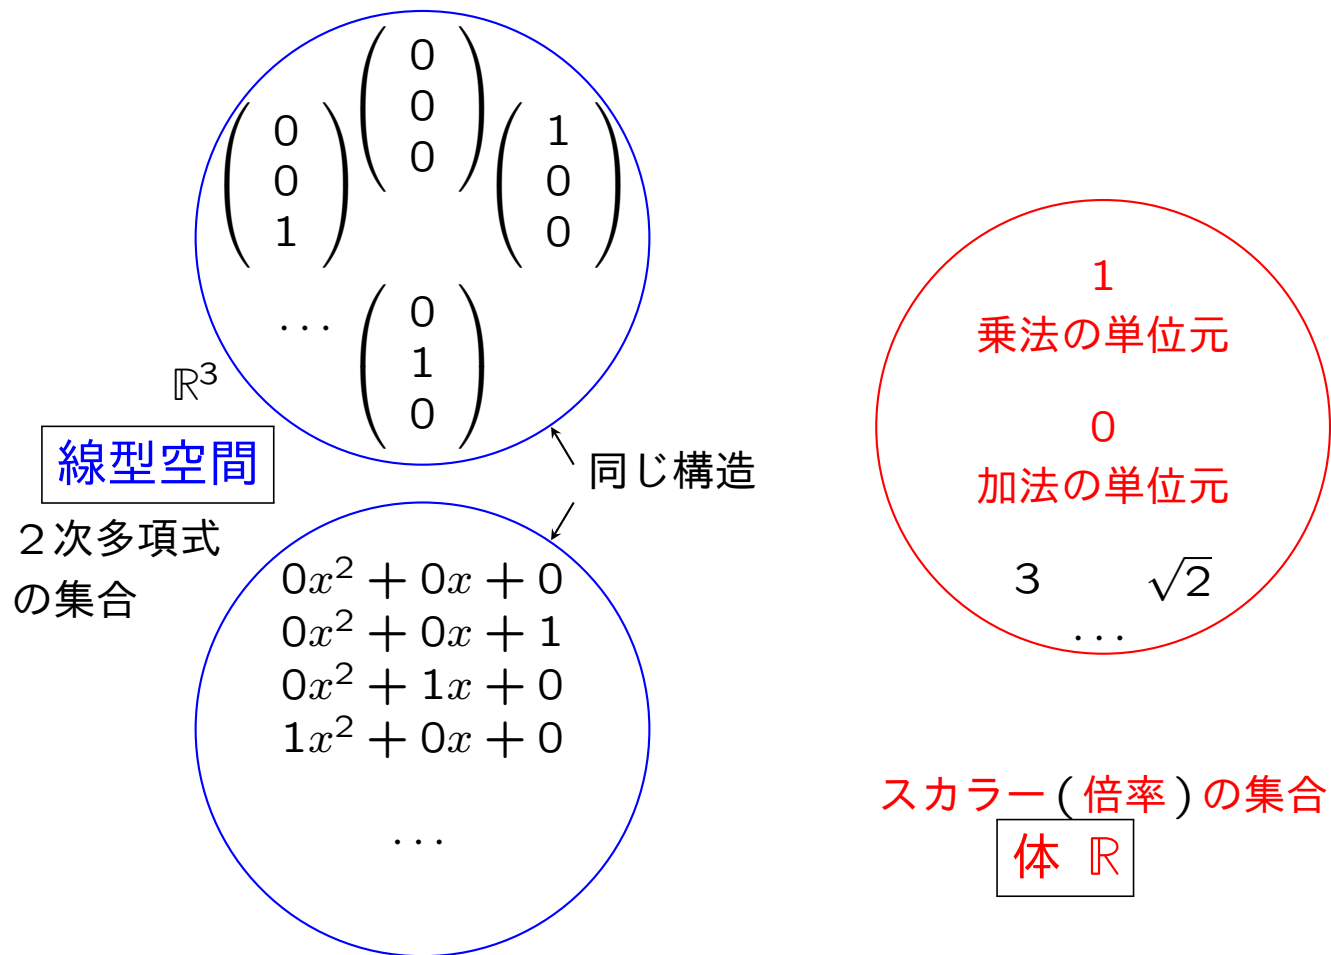 ( 0 0 0 )
( 0 0 1 )
( 1 0 0 )
... ( 0 1 0 )
ℝ³
線型空間
同じ構造
2次多項式
の集合
0x² + 0x + 0
0x² + 0x + 1
0x² + 1x + 0
1x² + 0x + 0
...
1
乗法の単位元
0
加法の単位元
3 √2
...
スカラー(倍率)の集合
体 ℝ